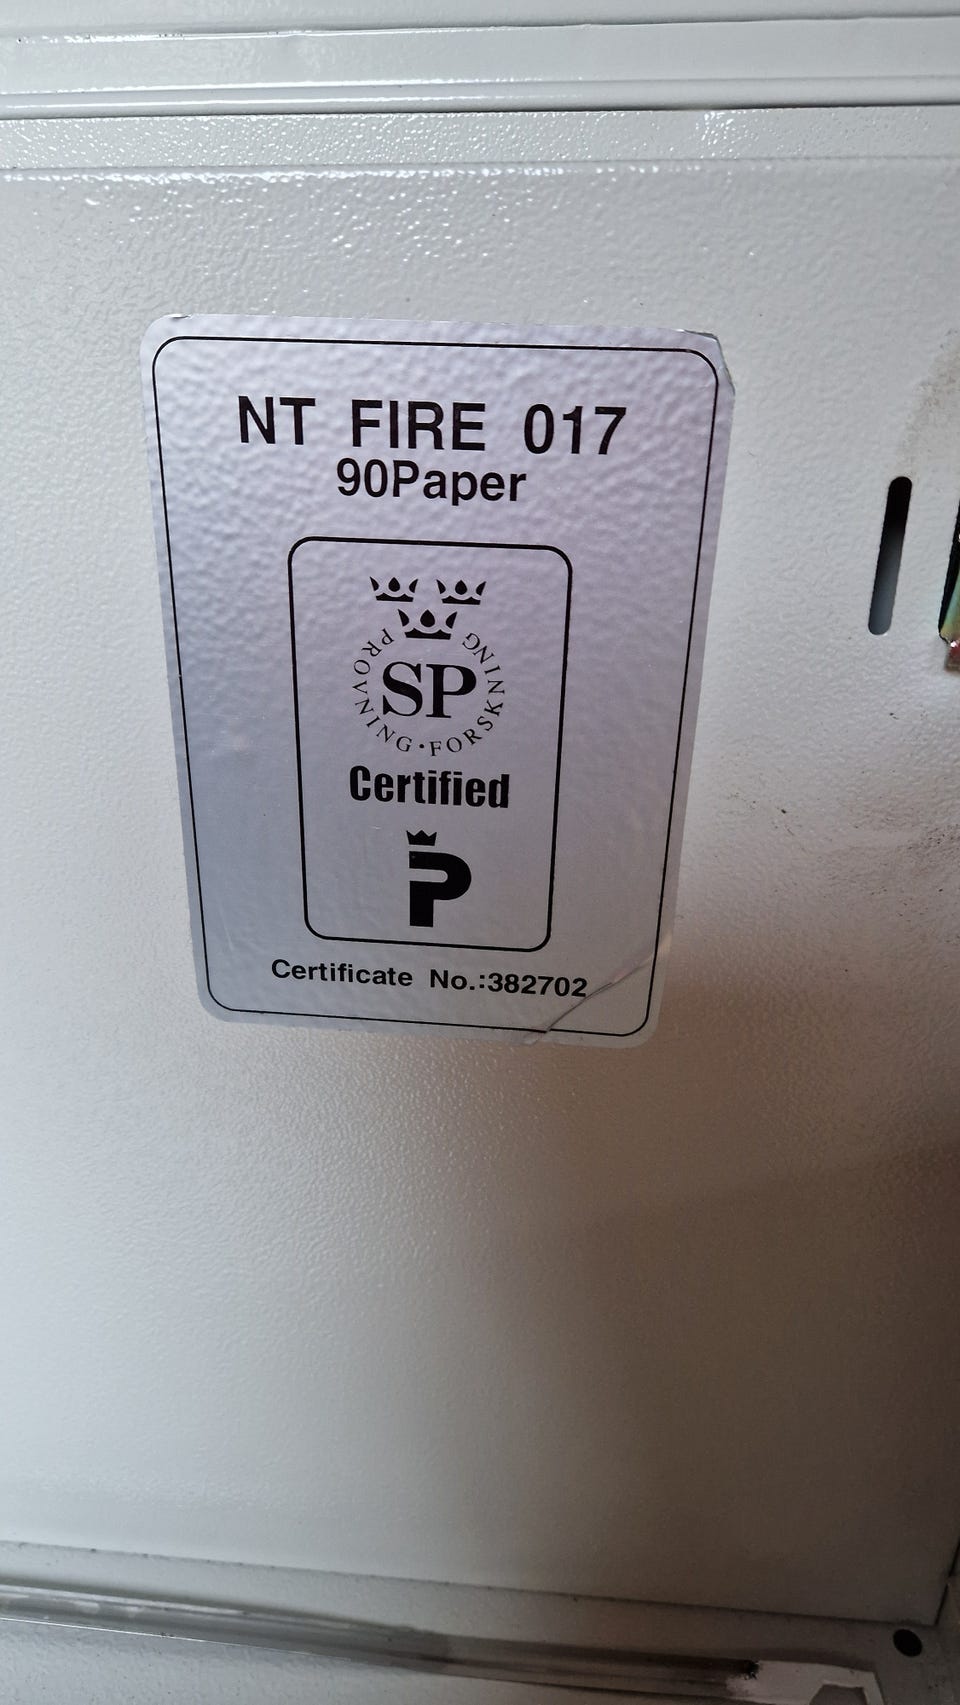 NT FIRE 017
90Paper
PROVNING · FORSKNING
SP
Certified
P
Certificate No.:382702